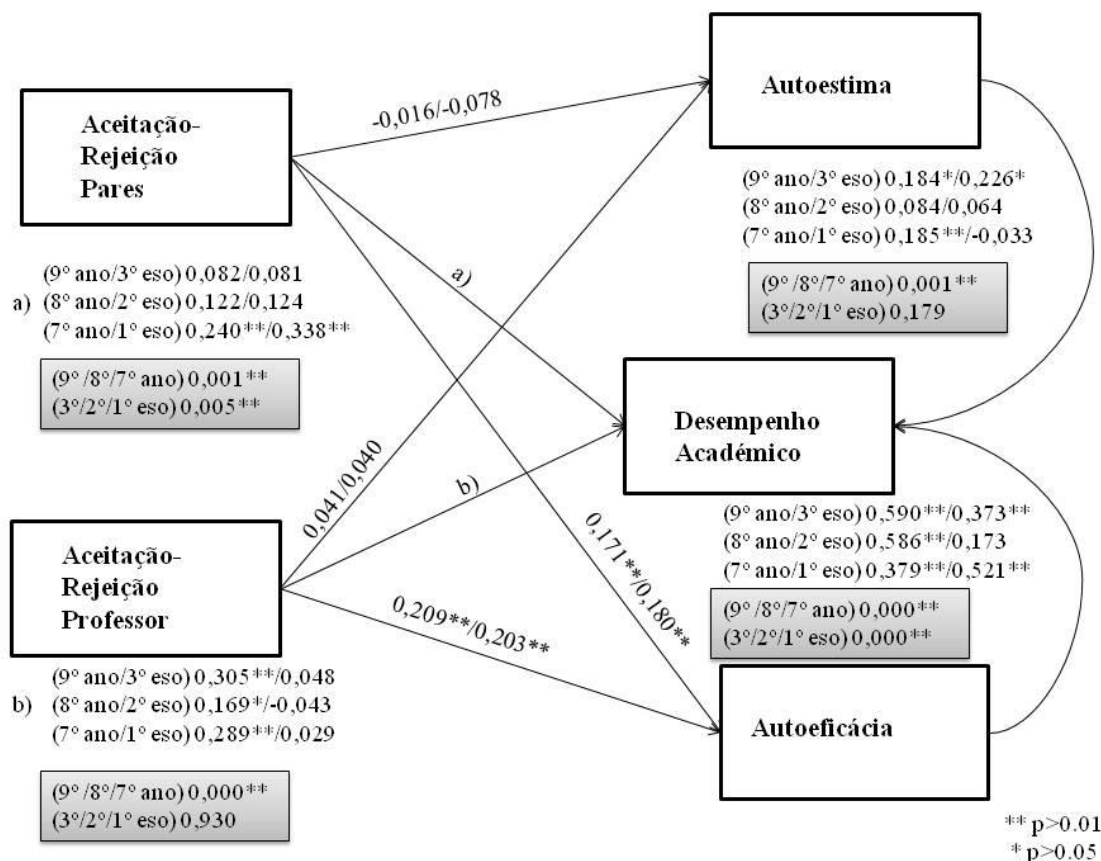 Aceitação-
Rejeição
Pares
-0,016/-0,078
Autoestima
(9º ano/3º eso) 0,184*/0,226*
(8º ano/2º eso) 0,084/0,064
(7º ano/1º eso) 0,185**/-0,033
(9º /8º/7º ano) 0,001**
(3º/2º/1º eso) 0,179
a)
(9º ano/3º eso) 0,082/0,081
a) (8º ano/2º eso) 0,122/0,124
(7º ano/1º eso) 0,240**/0,338**
(9º /8º/7º ano) 0,001**
(3º/2º/1º eso) 0,005**
Desempenho
Académico
0,041/0,040
b)
(9º ano/3º eso) 0,590**/0,373**
(8º ano/2º eso) 0,586**/0,173
(7º ano/1º eso) 0,379**/0,521**
(9º /8º/7º ano) 0,000**
(3º/2º/1º eso) 0,000**
Aceitação-
Rejeição
Professor
0,171**/0,180**
0,209**/0,203**
(9º ano/3º eso) 0,305**/0,048
b) (8º ano/2º eso) 0,169*/-0,043
(7º ano/1º eso) 0,289**/0,029
(9º /8º/7º ano) 0,000**
(3º/2º/1º eso) 0,930
Autoeficácia
** p>0.01
* p>0.05